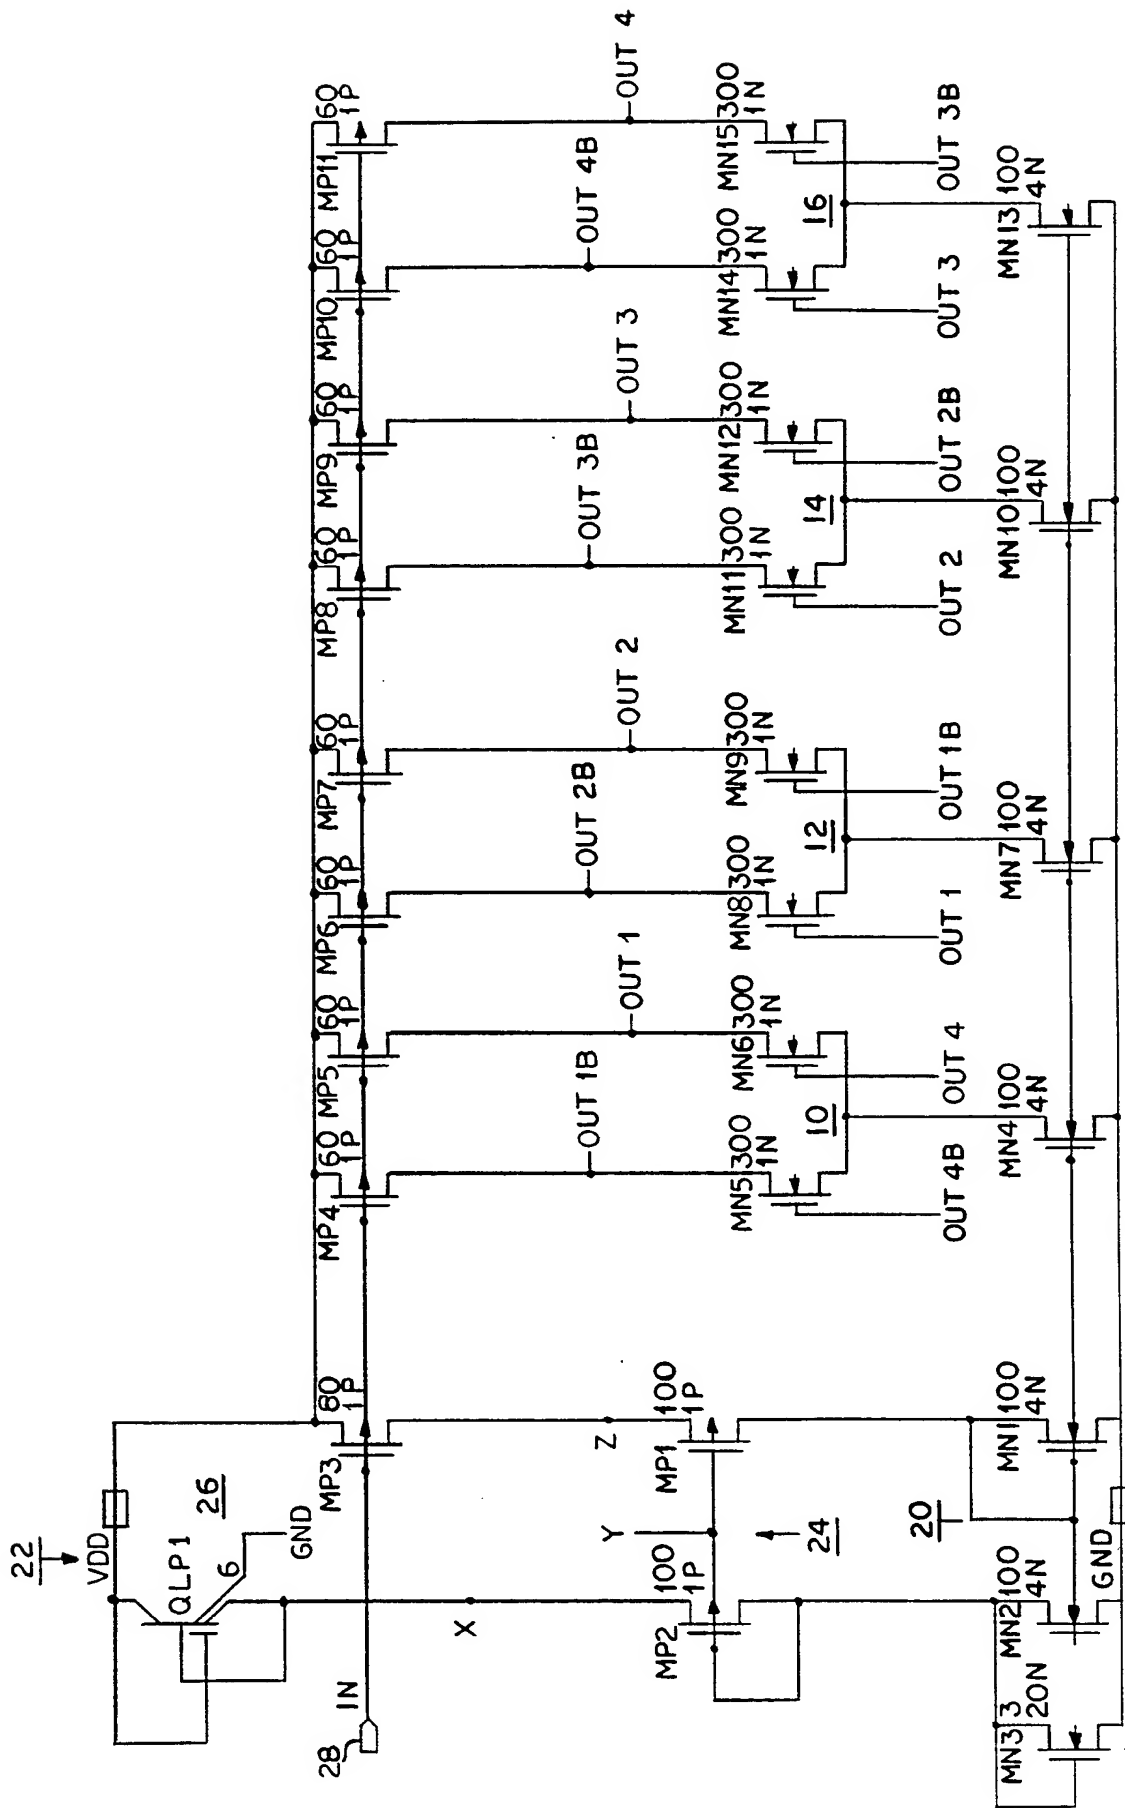 22
VDD
QLP1
26
6
GND
28
IN
X
MP3
80
1P
MP4
60
1P
MP5
60
1P
MP6
60
1P
MP7
60
1P
MP8
60
1P
MP9
60
1P
MP10
60
1P
MP11
60
1P
Z
OUT 1B
OUT 1
OUT 2B
OUT 2
OUT 3B
OUT 3
OUT 4B
OUT 4
MP2
100
1P
Y
24
MP1
100
1P
MN5
300
1N
10
MN6
300
1N
MN8
300
1N
12
MN9
300
1N
MN11
300
1N
14
MN12
300
1N
MN14
300
1N
16
MN15
300
1N
OUT 4B
OUT 4
OUT 1
OUT 1B
OUT 2
OUT 2B
OUT 3
OUT 3B
MN3
3
20N
MN2
100
4N
GND
20
MN1
100
4N
MN4
100
4N
MN7
100
4N
MN10
100
4N
MN13
100
4N